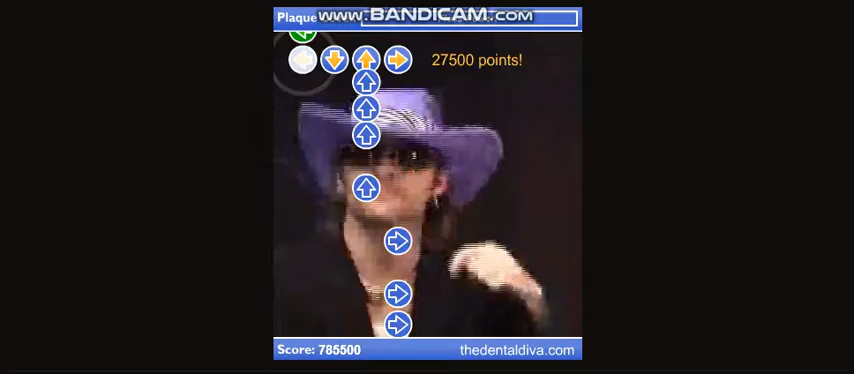 Plaque
www.BANDICAM.com
27500 points!
Score: 785500
thedentaldiva.com